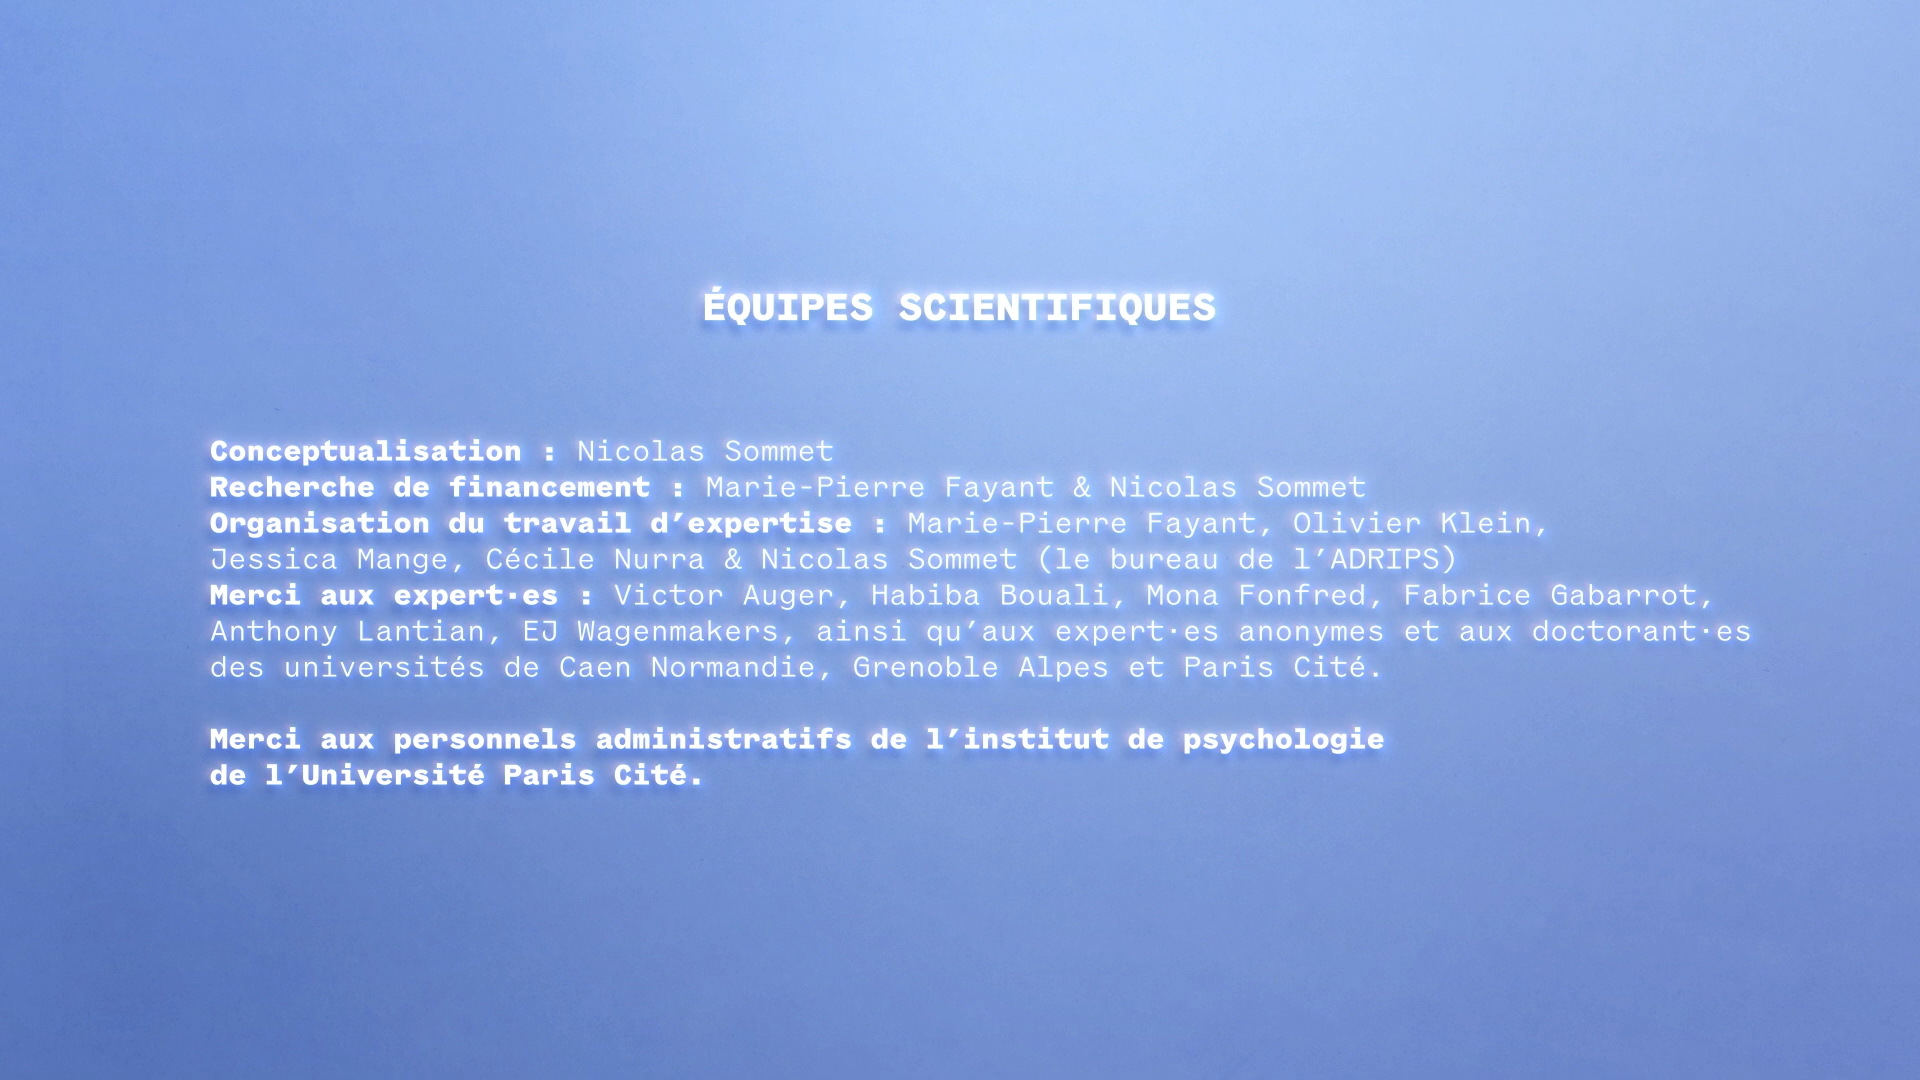 ÉQUIPES SCIENTIFIQUES
Conceptualisation : Nicolas Sommet
Recherche de financement : Marie-Pierre Fayant & Nicolas Sommet
Organisation du travail d’expertise : Marie-Pierre Fayant, Olivier Klein,
Jessica Mange, Cécile Nurra & Nicolas Sommet (le bureau de l’ADRIPS)
Merci aux expert·es : Victor Auger, Habiba Bouali, Mona Fonfred, Fabrice Gabarrot,
Anthony Lantian, EJ Wagenmakers, ainsi qu’aux expert·es anonymes et aux doctorant·es
des universités de Caen Normandie, Grenoble Alpes et Paris Cité.
Merci aux personnels administratifs de l’institut de psychologie
de l’Université Paris Cité.